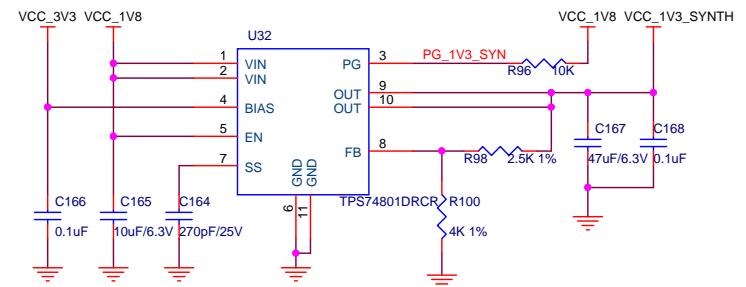 VCC_3V3 VCC_1V8 VCC_1V8 VCC_1V3_SYNTH
U32
1 VIN PG 3 PG_1V3_SYN
2 VIN R96 10K
4 BIAS OUT 9
OUT 10
5 EN
7 SS FB 8
R98 2.5K 1%
C167
47uF/6.3V
C168
0.1uF
GND
GND
6
11
TPS74801DRCR
R100
4K 1%
C166
0.1uF
C165
10uF/6.3V
C164
270pF/25V